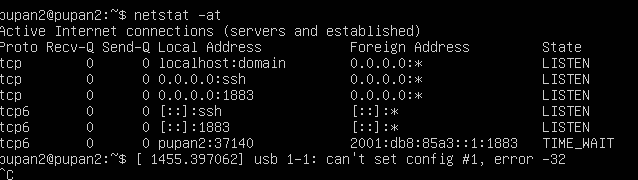 pupan2@pupan2:~$ netstat -at
Active Internet connections (servers and established)
Proto Recv-Q Send-Q Local Address           Foreign Address         State
tcp        0      0 localhost:domain        0.0.0.0:*               LISTEN
tcp        0      0 0.0.0.0:ssh             0.0.0.0:*               LISTEN
tcp        0      0 0.0.0.0:1883            0.0.0.0:*               LISTEN
tcp6       0      0 [::]:ssh                [::]:*                  LISTEN
tcp6       0      0 [::]:1883               [::]:*                  LISTEN
tcp6       0      0 pupan2:37140            2001:db8:85a3::1:1883   TIME_WAIT
pupan2@pupan2:~$ [ 1455.397062] usb 1-1: can't set config #1, error -32
^C